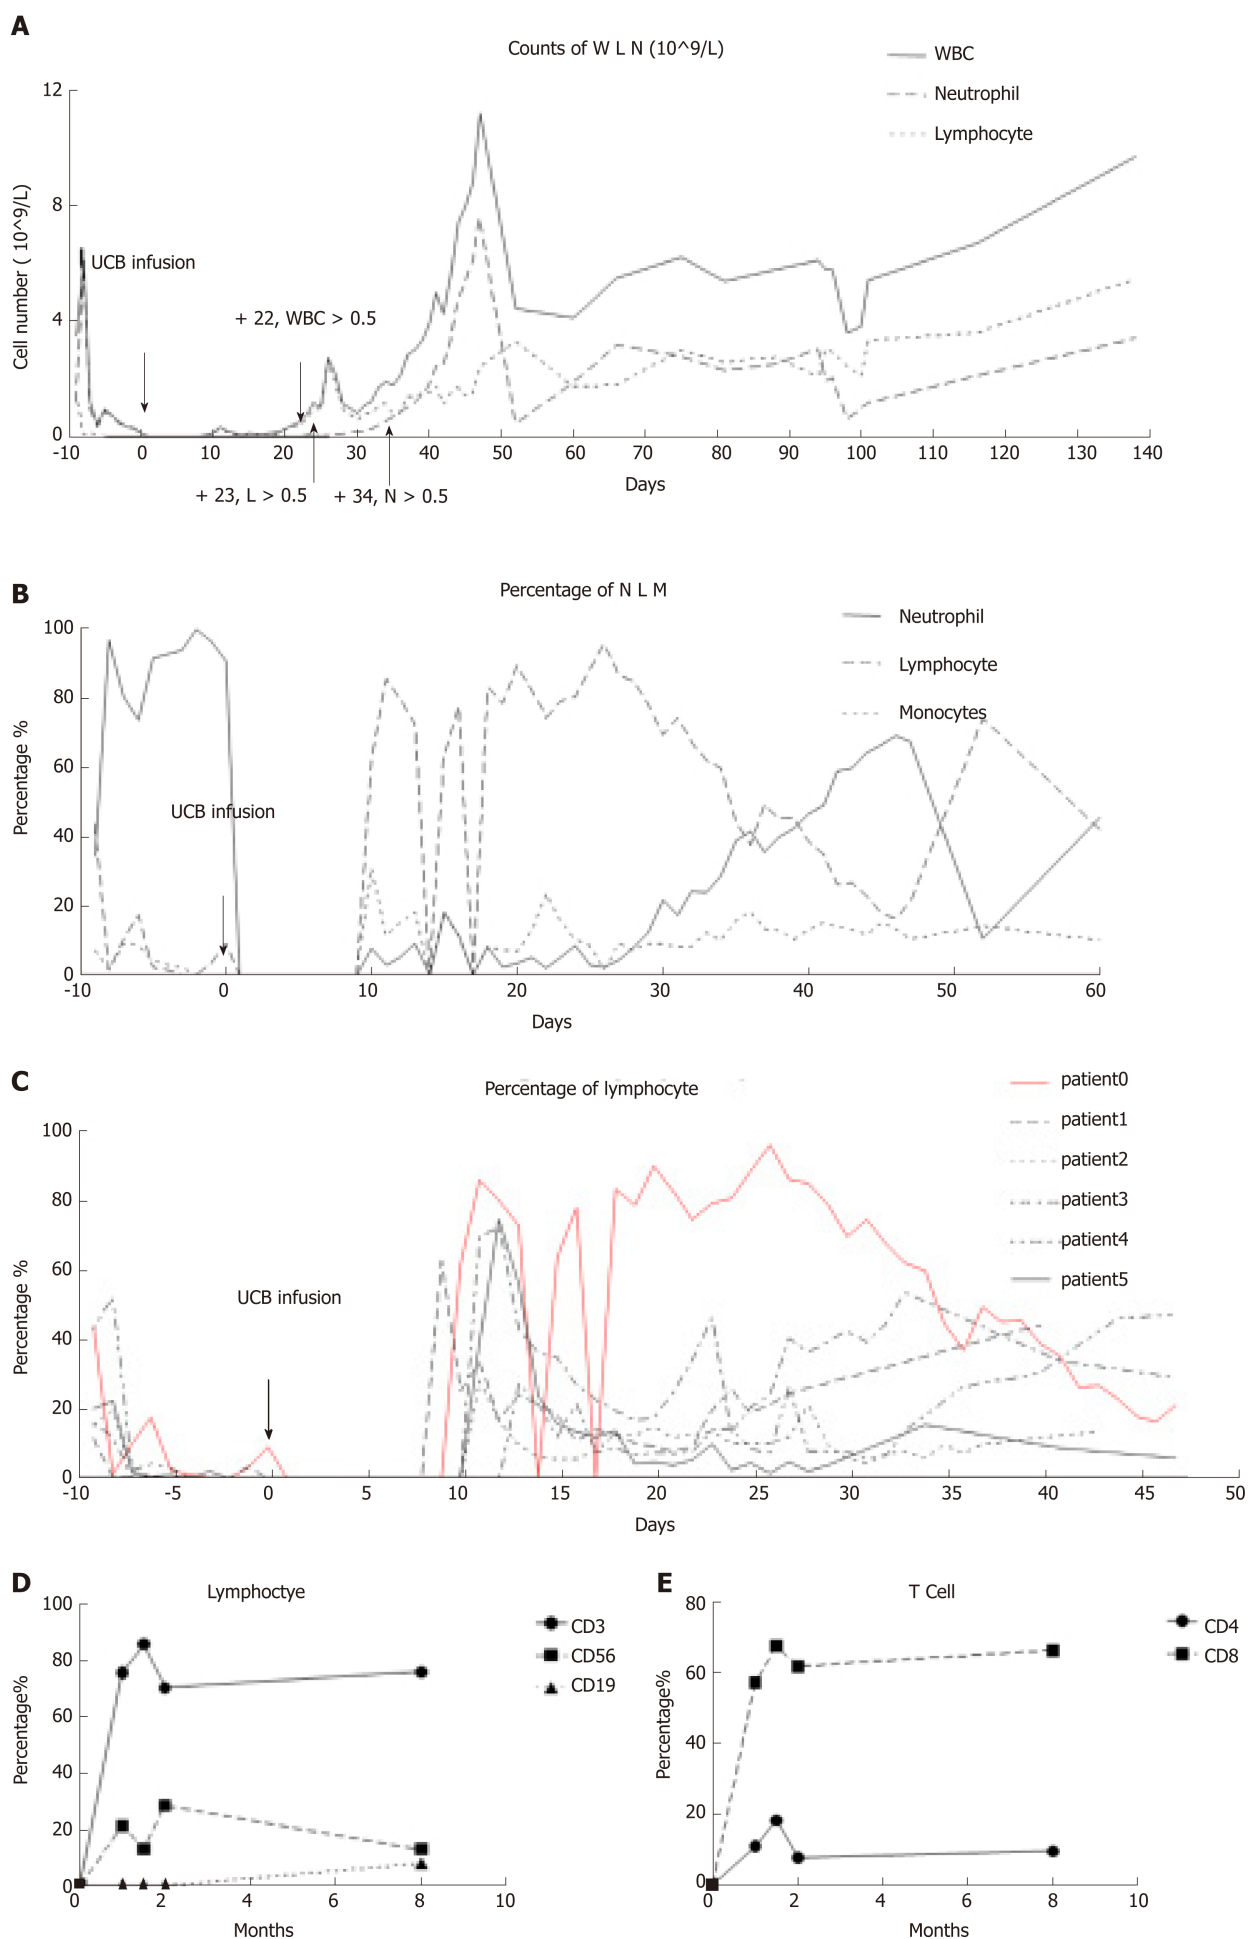 A
Counts of W L N (10^9/L)
WBC
Neutrophil
Lymphocyte
Cell number ( 10^9/L)
12
8
4
0
UCB infusion
+ 22, WBC > 0.5
-10 0 10 20 30 40 50 60 70 80 90 100 110 120 130 140
+ 23, L > 0.5
+ 34, N > 0.5
Days
B
Percentage of N L M
Neutrophil
Lymphocyte
Monocytes
Percentage %
100
80
60
40
20
0
UCB infusion
-10 0 10 20 30 40 50 60
Days
C
Percentage of lymphocyte
patient0
patient1
patient2
patient3
patient4
patient5
Percentage %
100
80
60
40
20
0
UCB infusion
-10 -5 0 5 10 15 20 25 30 35 40 45 50
Days
D
Lymphoctye
CD3
CD56
CD19
Percentage%
100
80
60
40
20
0
0 2 4 6 8 10
Months
E
T Cell
CD4
CD8
Percentage%
80
60
40
20
0
0 2 4 6 8 10
Months